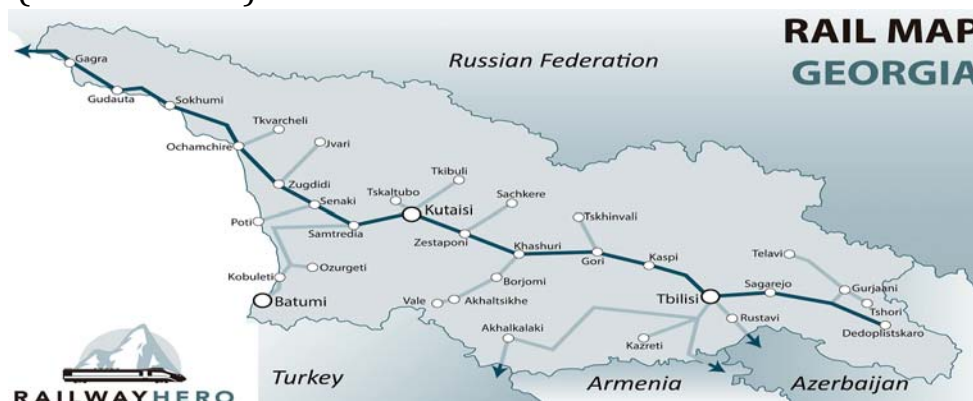 RAIL MAP
GEORGIA
Russian Federation
Gagra
Gudauta
Sokhumi
Tkvarcheli
Ochamchire
Jvari
Zugdidi
Tkibuli
Tskaltubo
Senaki
Kutaisi
Sachkere
Poti
Samtredia
Zestaponi
Tskhinvali
Khashuri
Gori
Kaspi
Telavi
Kobuleti
Ozurgeti
Borjomi
Batumi
Vale
Akhaltsikhe
Tbilisi
Sagarejo
Gurjaani
Tshori
Rustavi
Dedoplistskaro
Akhalkalaki
Kazreti
Turkey
Armenia
Azerbaijan
RAILWAYHERO